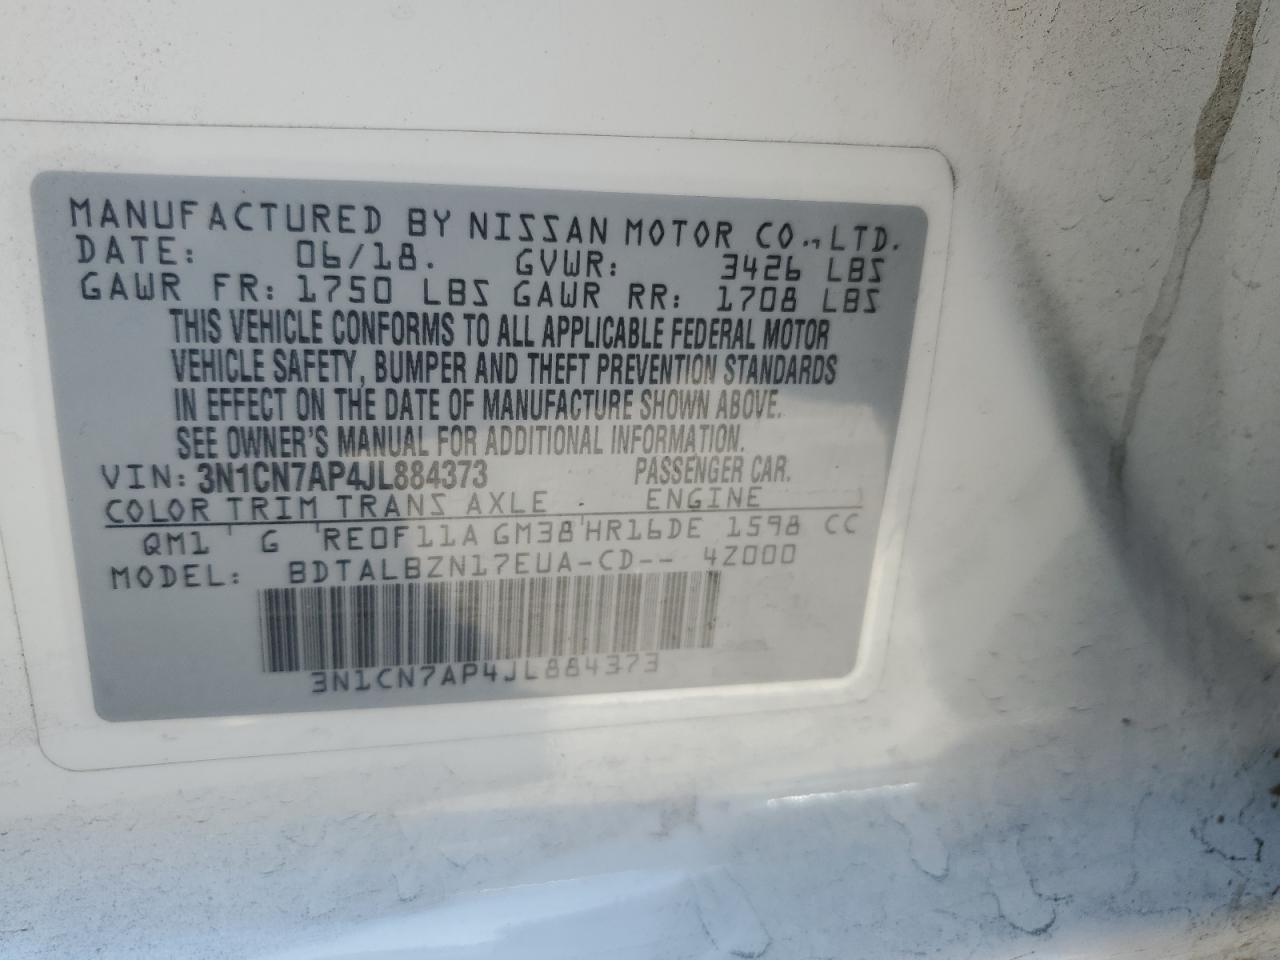 MANUFACTURED BY NISSAN MOTOR CO., LTD.
DATE: 06/18. GVWR: 3426 LBS
GAWR FR: 1750 LBS GAWR RR: 1708 LBS
THIS VEHICLE CONFORMS TO ALL APPLICABLE FEDERAL MOTOR
VEHICLE SAFETY, BUMPER AND THEFT PREVENTION STANDARDS
IN EFFECT ON THE DATE OF MANUFACTURE SHOWN ABOVE.
SEE OWNER'S MANUAL FOR ADDITIONAL INFORMATION.
VIN: 3N1CN7AP4JL884373 PASSENGER CAR.
COLOR TRIM TRANS AXLE ENGINE
QM1 G RE0F11A GM38 HR16DE 1598 CC
MODEL: BDTALBZN17EUA-CD-- 4Z000
3N1CN7AP4JL884373